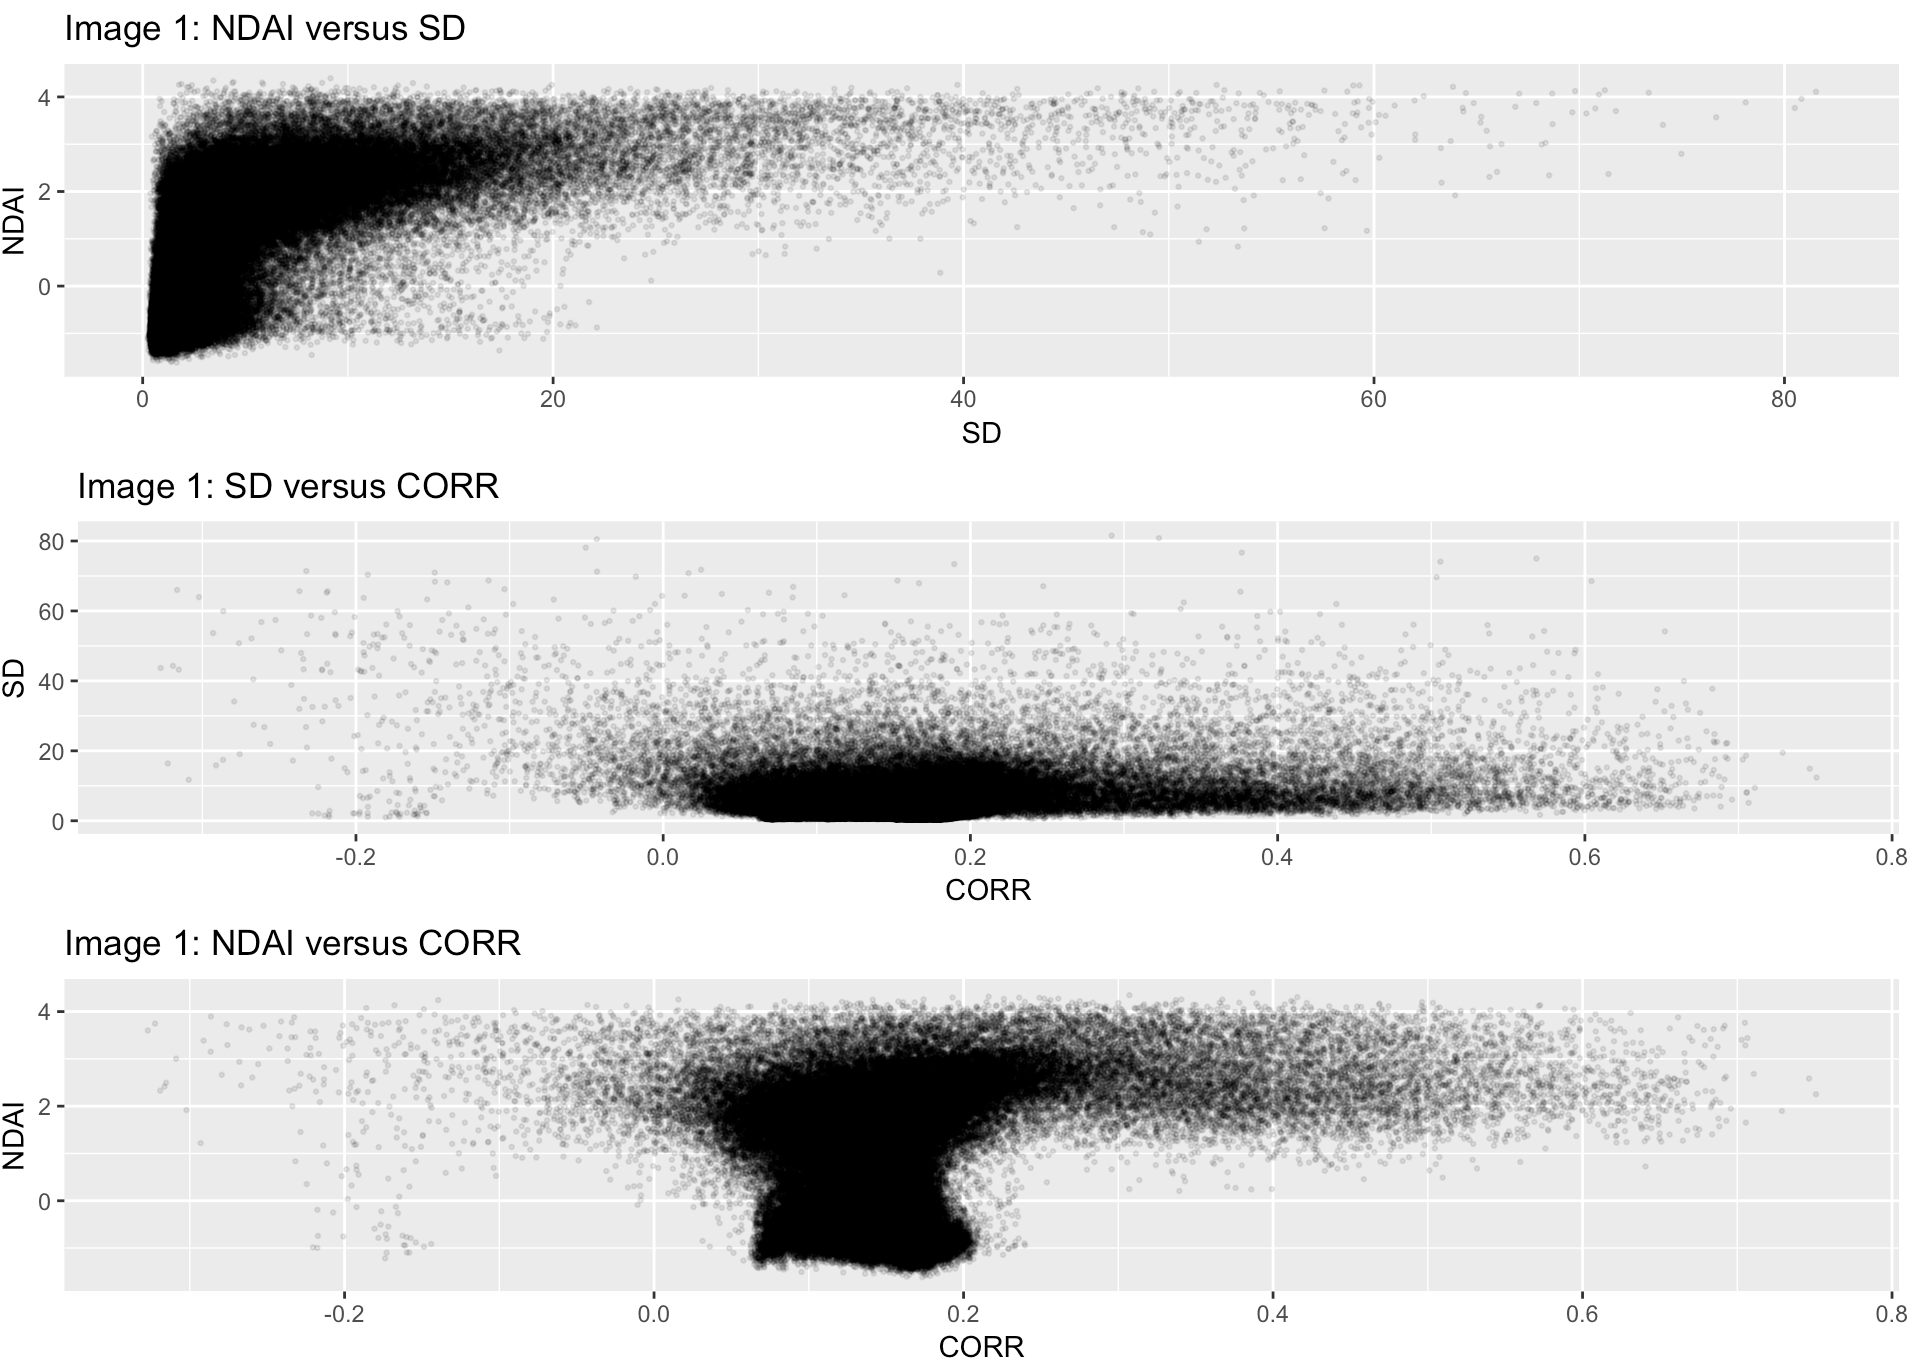 Image 1: NDAI versus SD
4
2
0
NDAI
0 20 40 60 80
SD
Image 1: SD versus CORR
80
60
40
20
0
SD
-0.2 0.0 0.2 0.4 0.6 0.8
CORR
Image 1: NDAI versus CORR
4
2
0
NDAI
-0.2 0.0 0.2 0.4 0.6 0.8
CORR